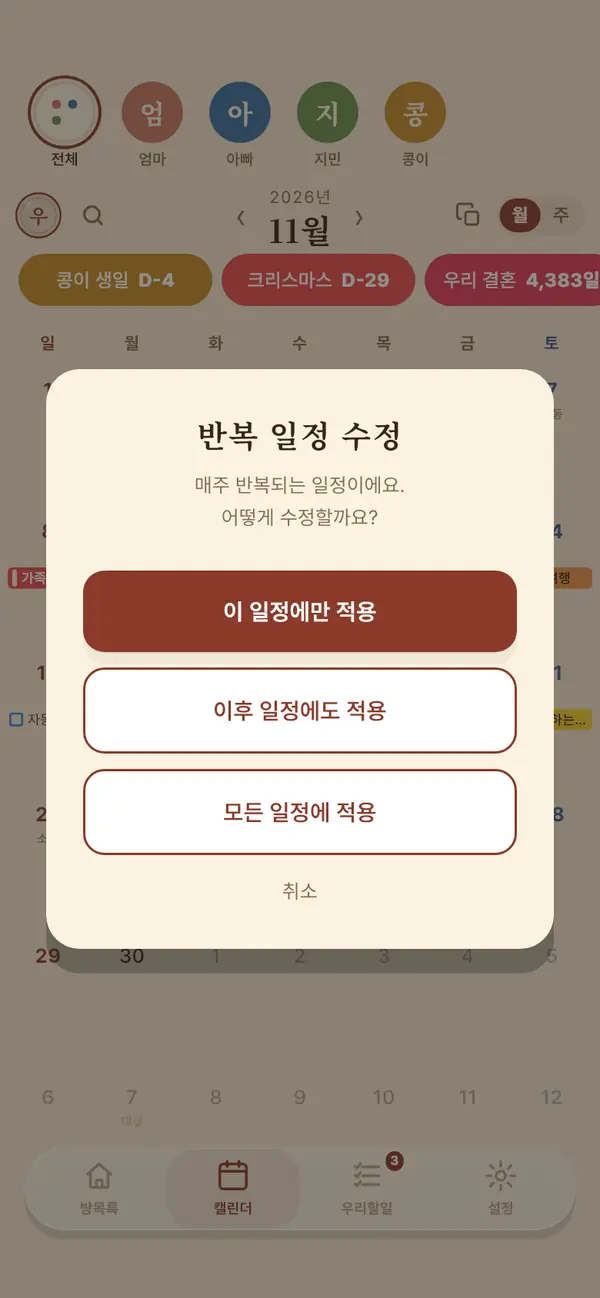 전체
엄
엄마
아
아빠
지
지민
콩
콩이
우
2026년
11월
월
주
콩이 생일 D-4
크리스마스 D-29
우리 결혼 4,383일
일 월 화 수 목 금 토
반복 일정 수정
매주 반복되는 일정이에요.
어떻게 수정할까요?
이 일정에만 적용
이후 일정에도 적용
모든 일정에 적용
취소
29 30 1 2 3 4 5
6 7 8 9 10 11 12
방목록
캘린더
3
우리할일
설정